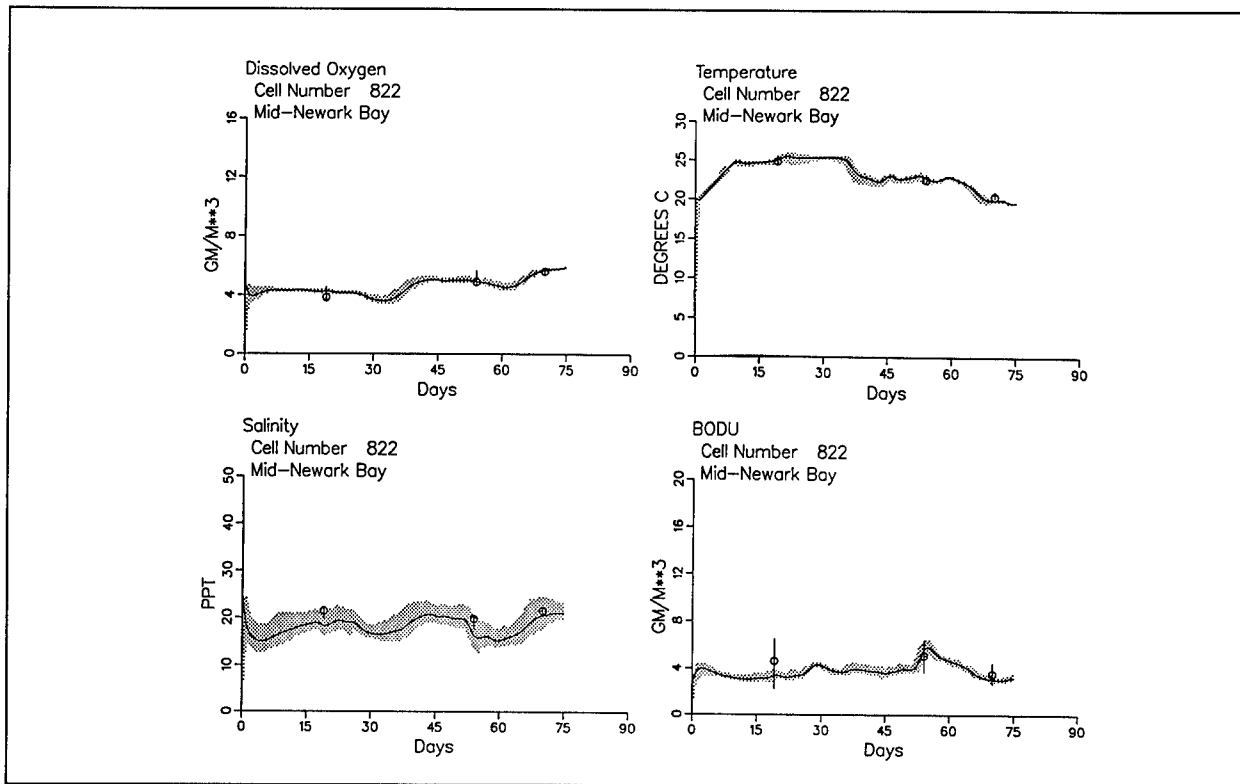 Dissolved Oxygen
Cell Number 822
Mid-Newark Bay
16
12
8
4
0
GM/M**3
0 15 30 45 60 75 90
Days
Temperature
Cell Number 822
Mid-Newark Bay
30
25
20
15
10
5
0
DEGREES C
0 15 30 45 60 75 90
Days
Salinity
Cell Number 822
Mid-Newark Bay
50
40
30
20
10
0
PPT
0 15 30 45 60 75 90
Days
BODU
Cell Number 822
Mid-Newark Bay
20
16
12
8
4
0
GM/M**3
0 15 30 45 60 75 90
Days